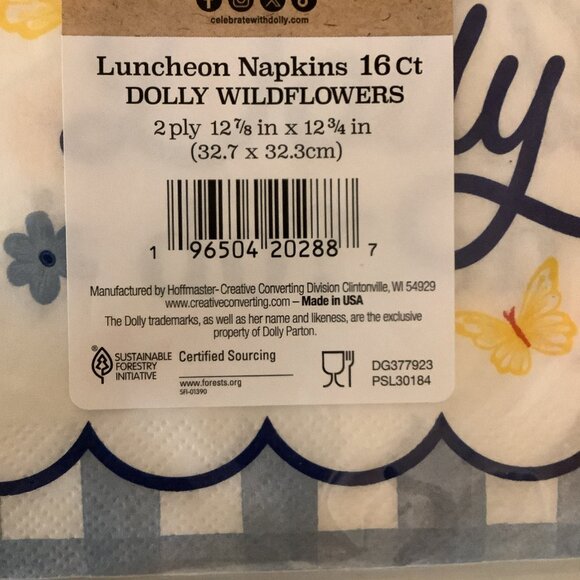 celebratewithdolly.com
Luncheon Napkins 16 Ct
DOLLY WILDFLOWERS
2 ply 12 7/8 in x 12 3/4 in
(32.7 x 32.3cm)
1 96504 20288 7
Manufactured by Hoffmaster-Creative Converting Division Clintonville, WI 54929
www.creativeconverting.com – Made in USA
The Dolly trademarks, as well as her name and likeness, are the exclusive
property of Dolly Parton.
SUSTAINABLE
FORESTRY
INITIATIVE
Certified Sourcing
www.forests.org
SFI-01390
DG377923
PSL30184
lly